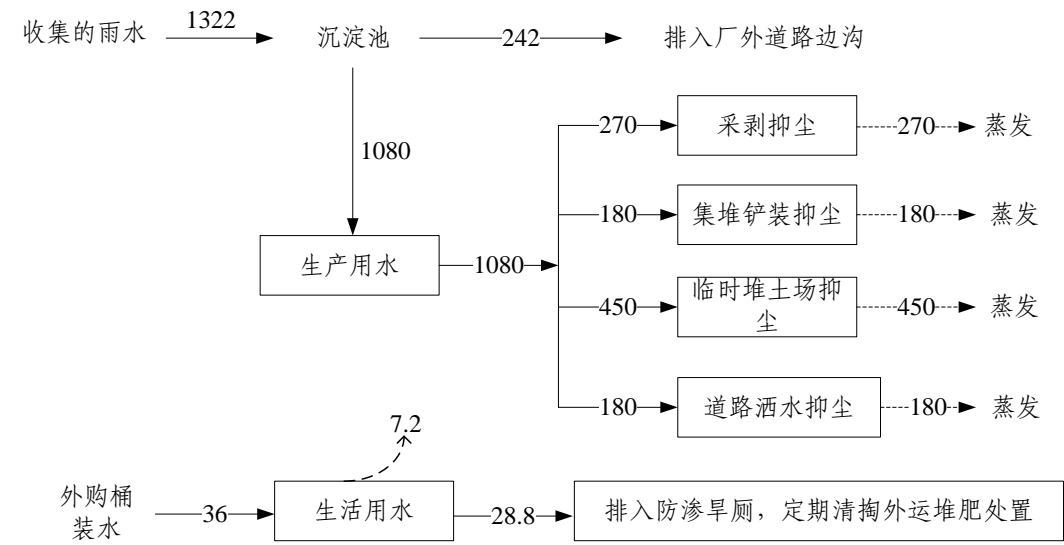 收集的雨水 1322 沉淀池 242 排入厂外道路边沟
270 采剥抑尘 270 蒸发
1080
180 集堆铲装抑尘 180 蒸发
生产用水 1080
450 临时堆土场抑
尘 450 蒸发
180 道路洒水抑尘 180 蒸发
7.2
外购桶
装水 36 生活用水 28.8 排入防渗旱厕，定期清掏外运堆肥处置